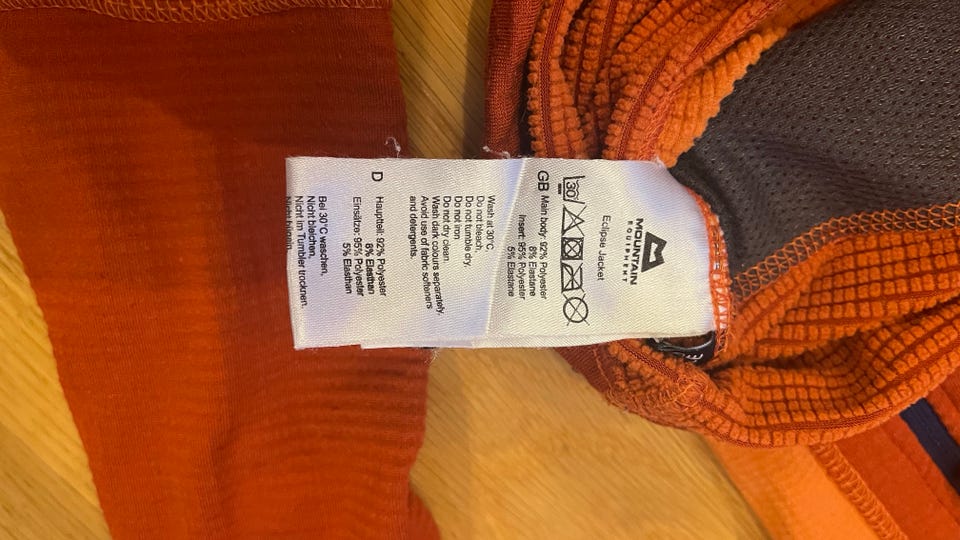 MOUNTAIN
EQUIPMENT
Eclipse Jacket
30
GB Main body: 92% Polyester
8% Elastane
Insert: 95% Polyester
5% Elastane
Wash at 30°C.
Do not bleach.
Do not tumble dry.
Do not iron
Do not dry clean.
Wash dark colours separately.
Avoid use of fabric softeners
and detergents.
D Hauptteil: 92% Polyester
8% Elasthan
Einsätze: 95% Polyester
5% Elasthan
Bei 30°C waschen,
Nicht bleichen,
Nicht im Tumbler trocknen.